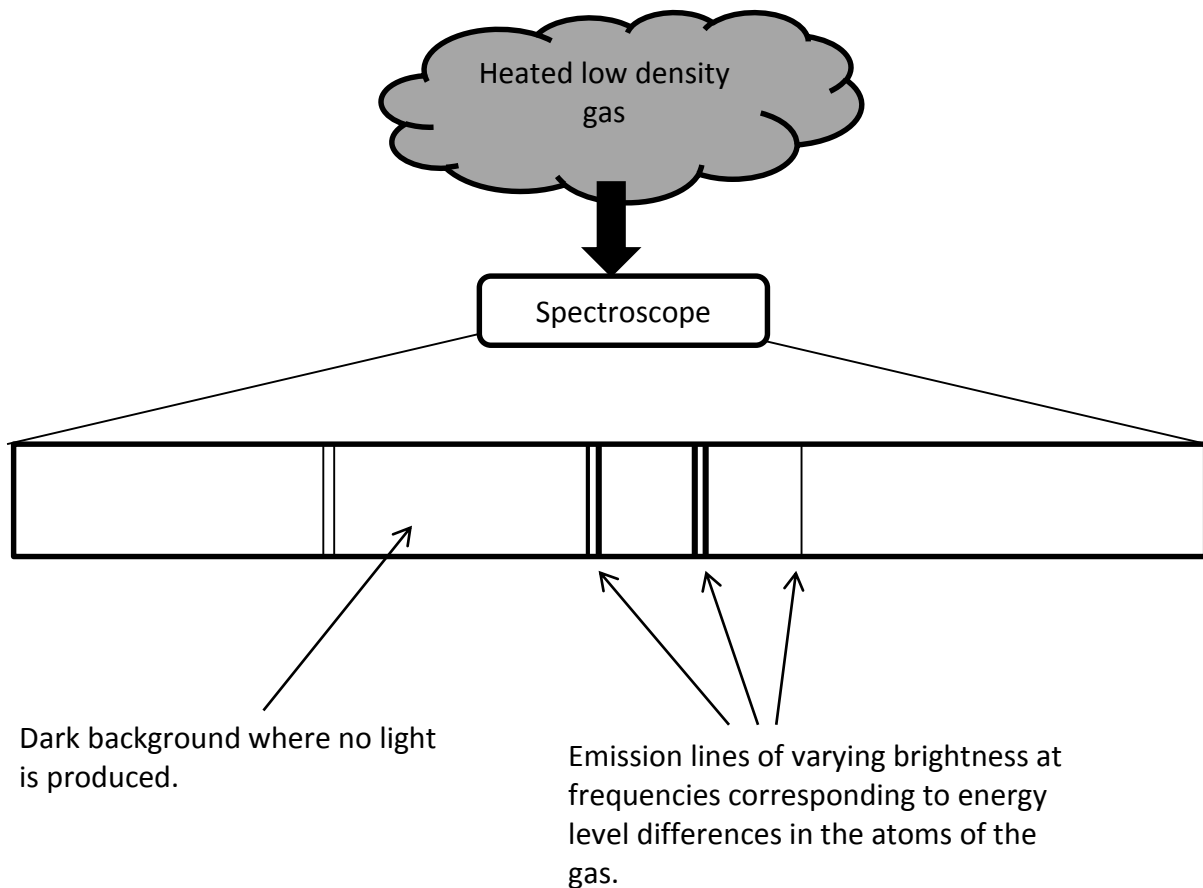 Heated low density
gas
Spectroscope
Dark background where no light
is produced.
Emission lines of varying brightness at
frequencies corresponding to energy
level differences in the atoms of the
gas.